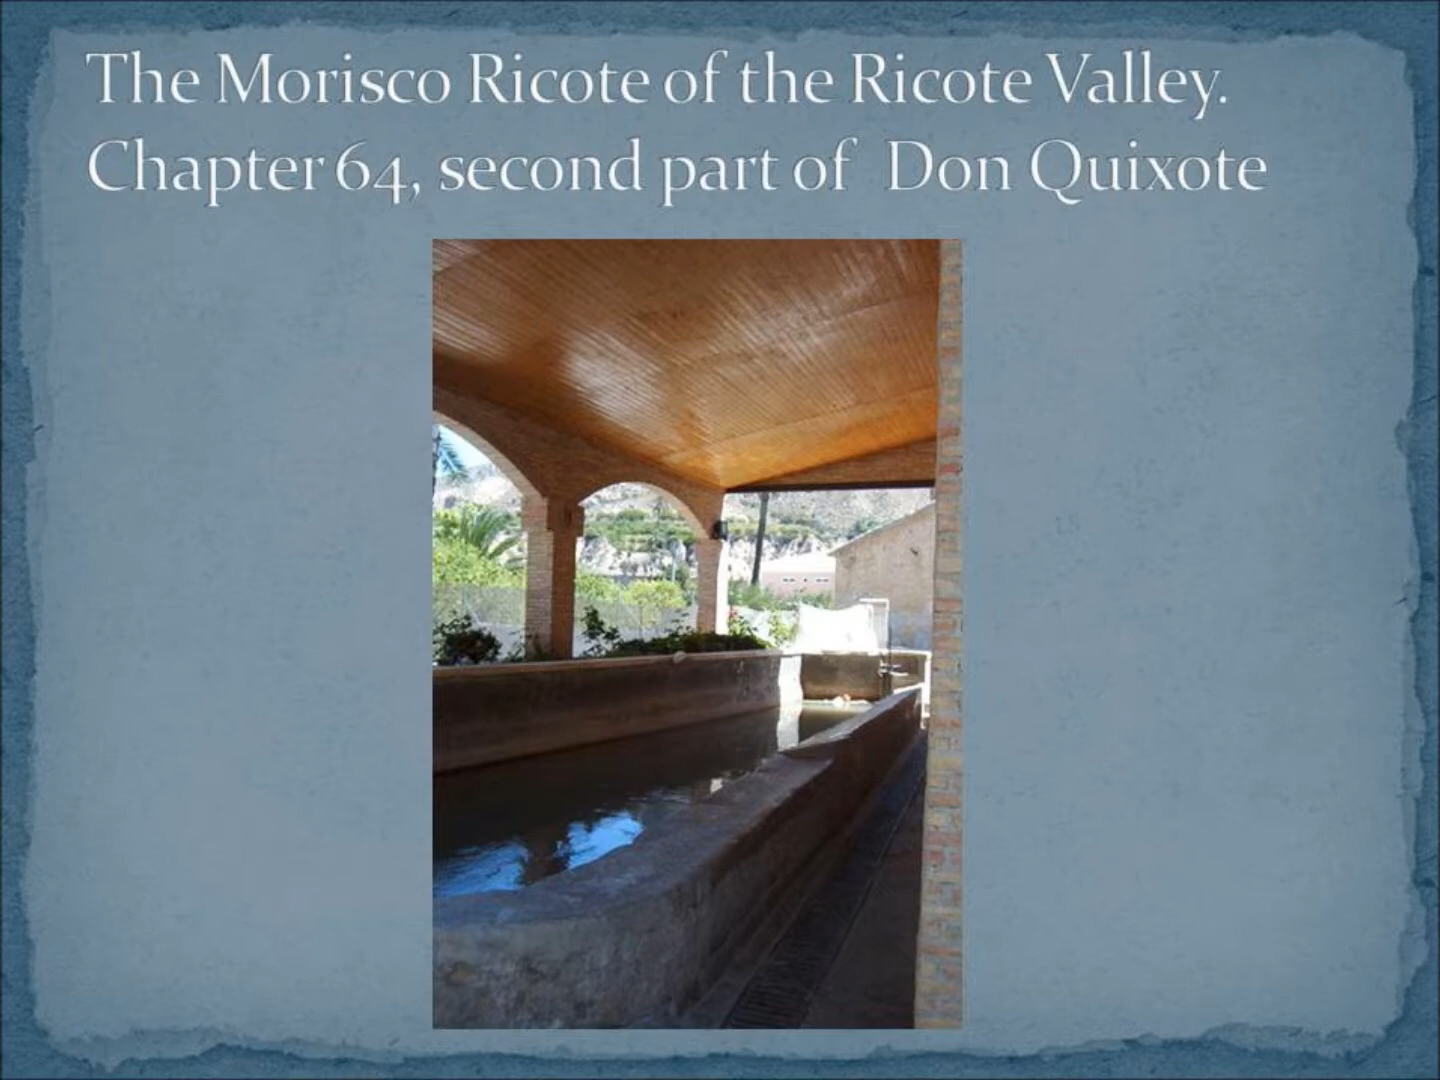 The Morisco Ricote of the Ricote Valley.
Chapter 64, second part of Don Quixote